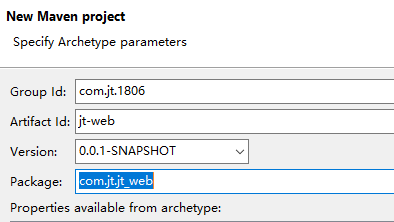 New Maven project
Specify Archetype parameters
Group Id: com.jt.1806
Artifact Id: jt-web
Version: 0.0.1-SNAPSHOT
Package: com.jt.jt_web
Properties available from archetype: